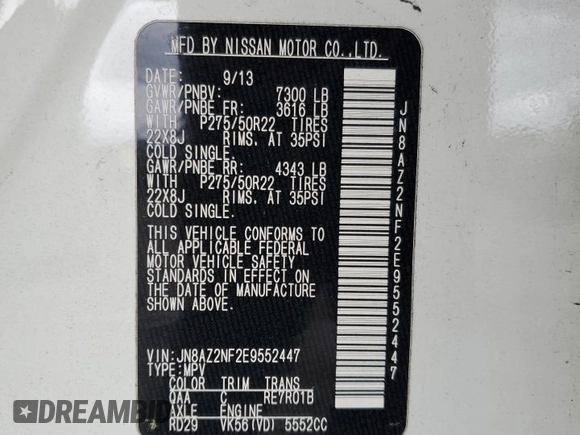 MFD BY NISSAN MOTOR CO.,LTD.
DATE: 9/13
GVWR/PNBV: 7300 LB
GAWR/PNBE FR: 3616 LB
WITH P275/50R22 TIRES
22X8J RIMS, AT 35PSI
COLD SINGLE.
GAWR/PNBE RR: 4343 LB
WITH P275/50R22 TIRES
22X8J RIMS, AT 35PSI
COLD SINGLE.
THIS VEHICLE CONFORMS TO
ALL APPLICABLE FEDERAL
MOTOR VEHICLE SAFETY
STANDARDS IN EFFECT ON
THE DATE OF MANUFACTURE
SHOWN ABOVE.
VIN:JN8AZ2NF2E9552447
TYPE:MPV
COLOR TRIM TRANS
QAA C RE7R01B
AXLE ENGINE
RD29 VK56(VD) 5552CC
JN8AZ2NF2E9552447
AutoBidMaster